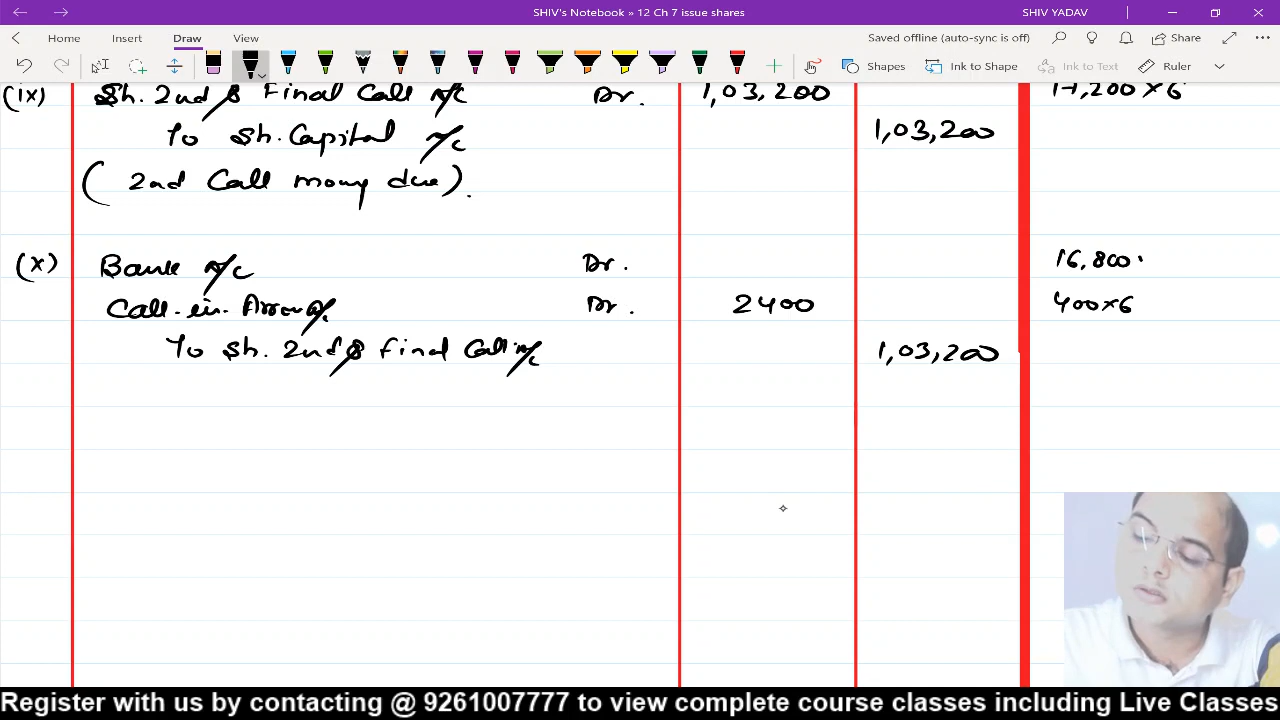 SHIV's Notebook » 12 Ch 7 issue shares
SHIV YADAV
Home Insert Draw View
Saved offline (auto-sync is off)
Share
Shapes
Ink to Shape
Ink to Text
Ruler
(IX) Sh. 2nd & Final Call A/c Dr. 1,03,200 17,200×6
To Sh. Capital A/c 1,03,200
( 2nd Call money due).
(X) Bank A/c Dr. 16,800
Call-in-Arrear A/c Dr. 2400 400×6
To Sh. 2nd & Final Call A/c 1,03,200
Register with us by contacting @ 9261007777 to view complete course classes including Live Classes